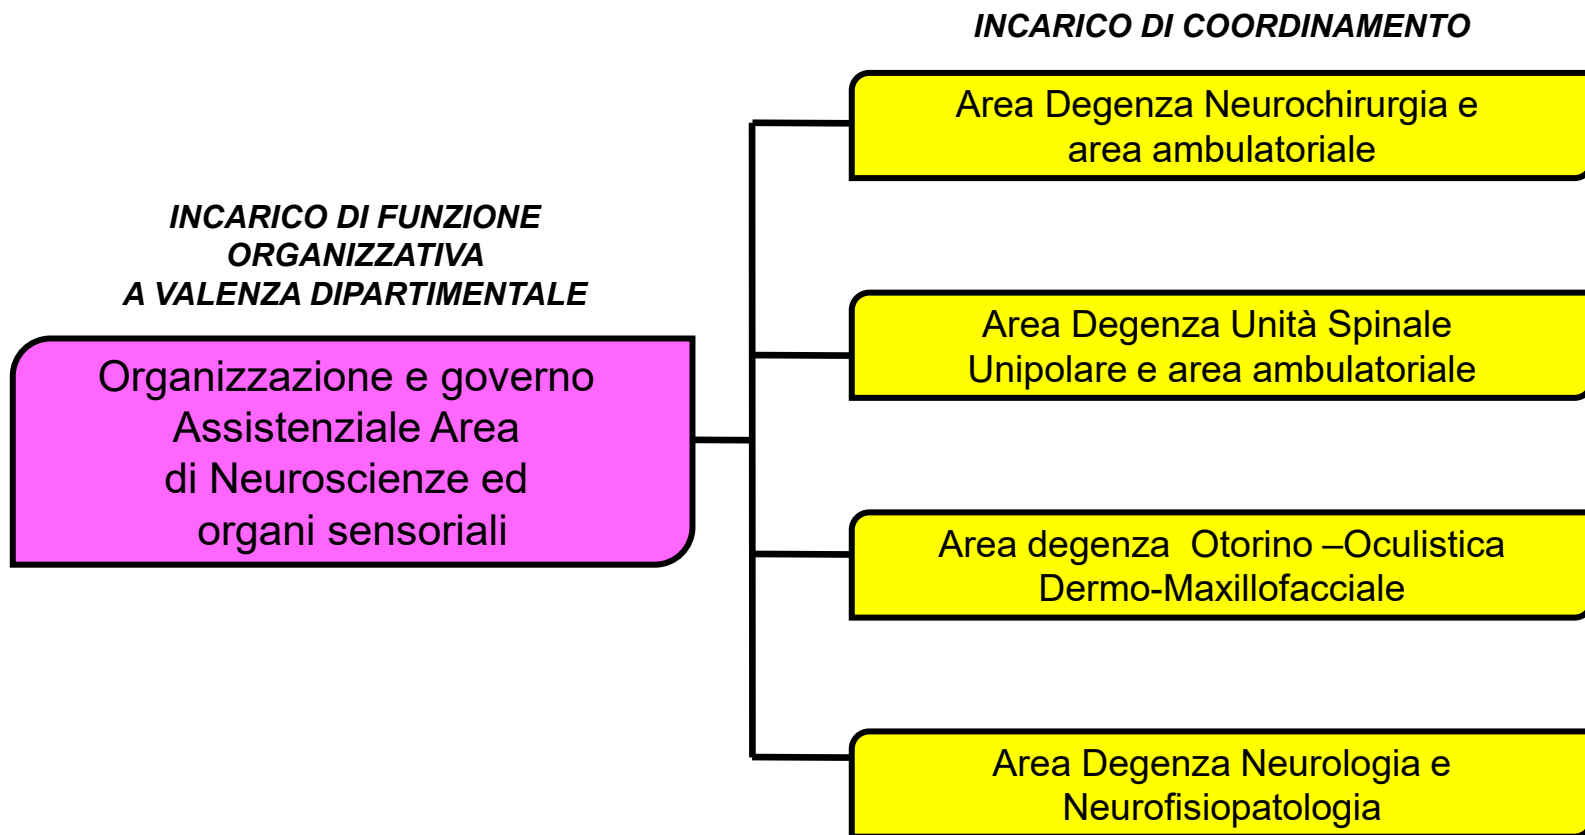 INCARICO DI COORDINAMENTO
Area Degenza Neurochirurgia e
area ambulatoriale
INCARICO DI FUNZIONE
ORGANIZZATIVA
A VALENZA DIPARTIMENTALE
Area Degenza Unità Spinale
Unipolare e area ambulatoriale
Organizzazione e governo
Assistenziale Area
di Neuroscienze ed
organi sensoriali
Area degenza  Otorino –Oculistica
Dermo-Maxillofacciale
Area Degenza Neurologia e
Neurofisiopatologia